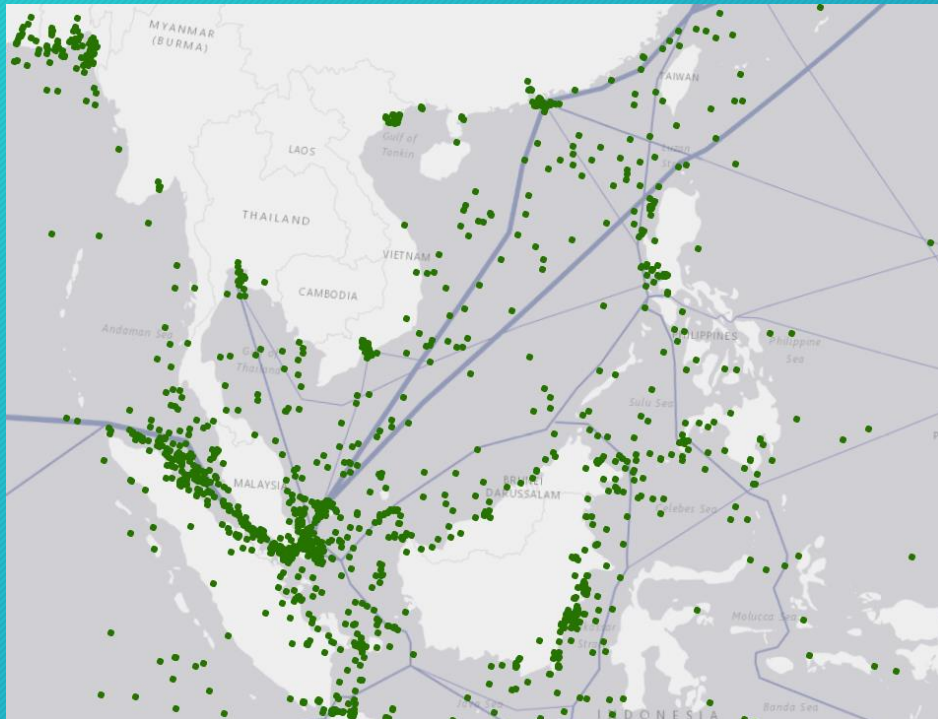 MYANMAR
(BURMA)
TAIWAN
Gulf of
Tonkin
LAOS
Luzon
THAILAND
VIETNAM
CAMBODIA
Andaman Sea
Gulf of
Thailand
PHILIPPINES
Philippine
Sea
Sulu Sea
MALAYSIA
BRUNEI
DARUSSALAM
Celebes Sea
Molucca Sea
Java Sea
INDONESIA
Banda Sea